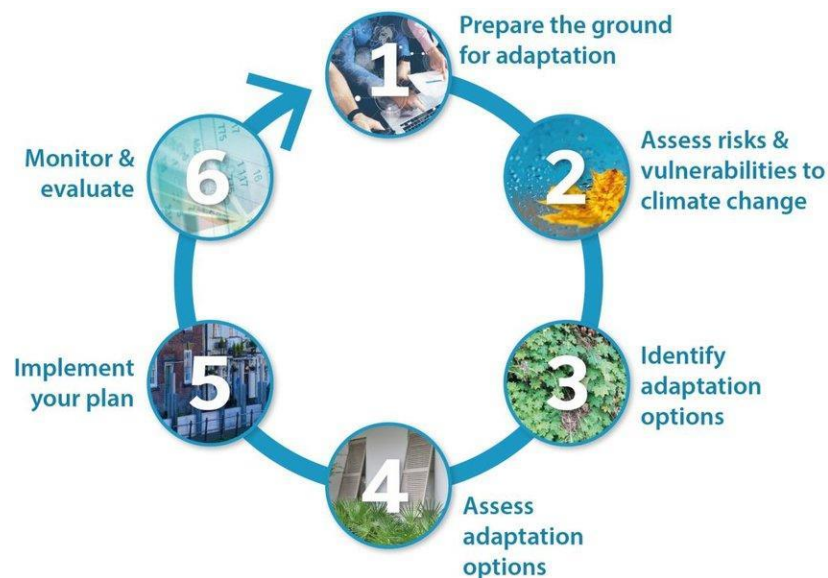 1
Prepare the ground
for adaptation
2
Assess risks &
vulnerabilities to
climate change
3
Identify
adaptation
options
4
Assess
adaptation
options
5
Implement
your plan
6
Monitor &
evaluate